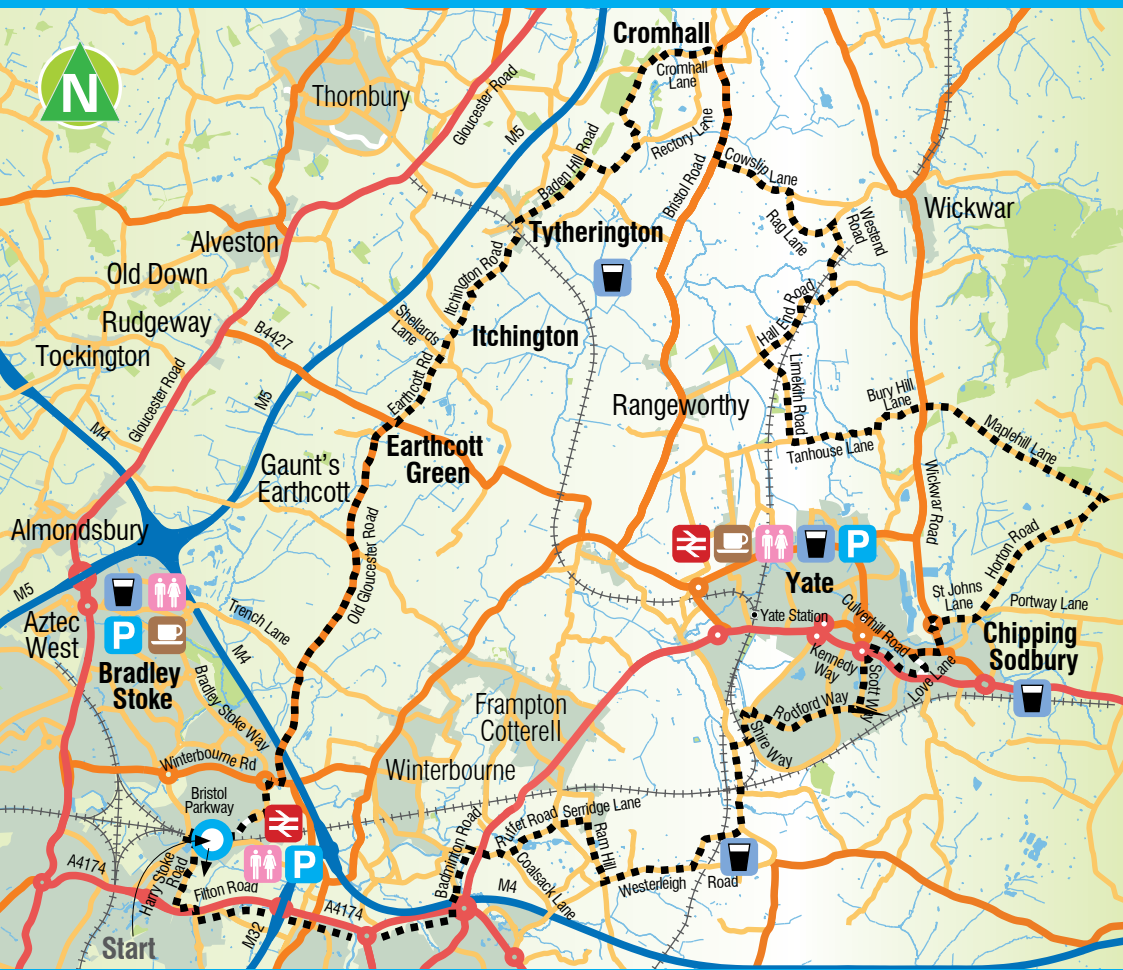 Cromhall
N
Thornbury
Gloucester Road
M5
Cromhall
Lane
Rectory Lane
Baden Hill Road
Bristol Road
Cowslip Lane
Rag Lane
Westend
Road
Wickwar
Alveston
Tytherington
Old Down
Itchington Road
Rudgeway
B4427
Shellards
Lane
Itchington
Hall End Road
Tockington
Gloucester Road
M5
Earthcott Rd
Limekiln Road
Bury Hill
Lane
Rangeworthy
M4
Earthcott
Green
Tanhouse Lane
Maplehill Lane
Gaunt's
Earthcott
Wickwar Road
Almondsbury
Old Gloucester Road
P
Horton Road
Yate
M5
St Johns
Lane
Portway Lane
Aztec
West
P
Trench Lane
Yate Station
Culverhill Road
Chipping
Sodbury
M4
Bradley
Stoke
Bradley Stoke Way
Kennedy
Way
Scott Way
Love Lane
Frampton
Cotterell
Rodford Way
Shire Way
Winterbourne Rd
Winterbourne
Bristol
Parkway
Ruffet Road
Serridge Lane
Badminton Road
Ram Hill
Coalsack Lane
P
A4174
Harry Stoke
Road
Filton Road
Westerleigh Road
M4
A4174
M32
Start